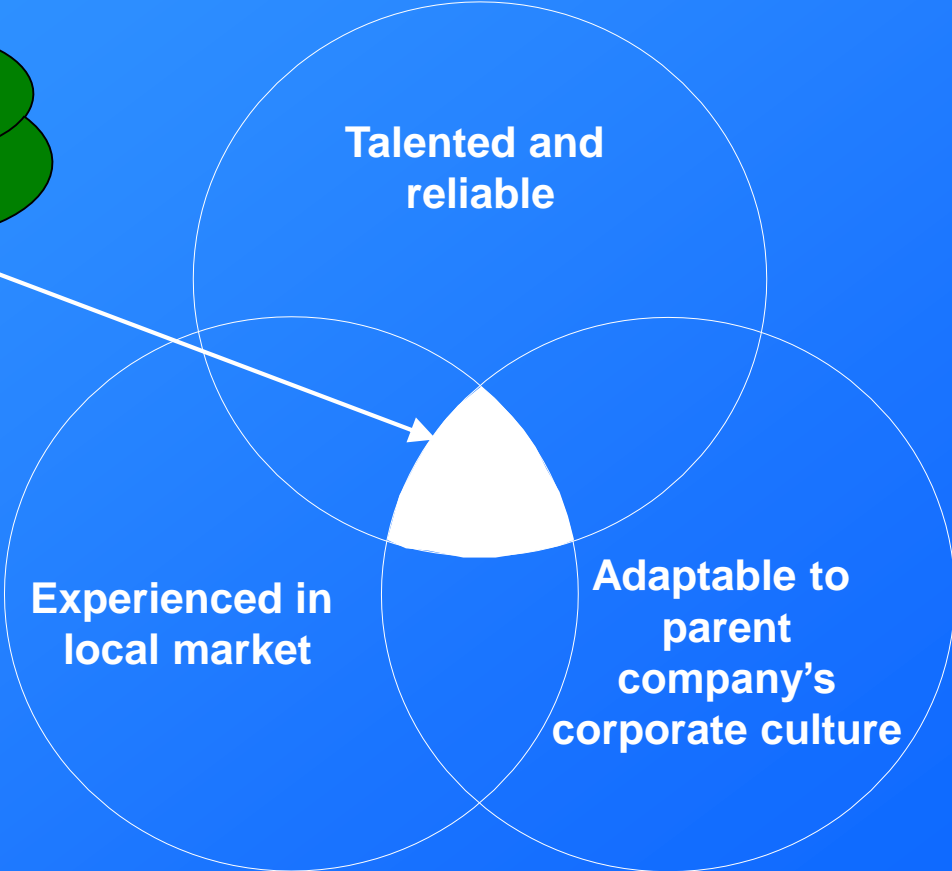 Talented and
reliable
Experienced in
local market
Adaptable to
parent
company’s
corporate culture